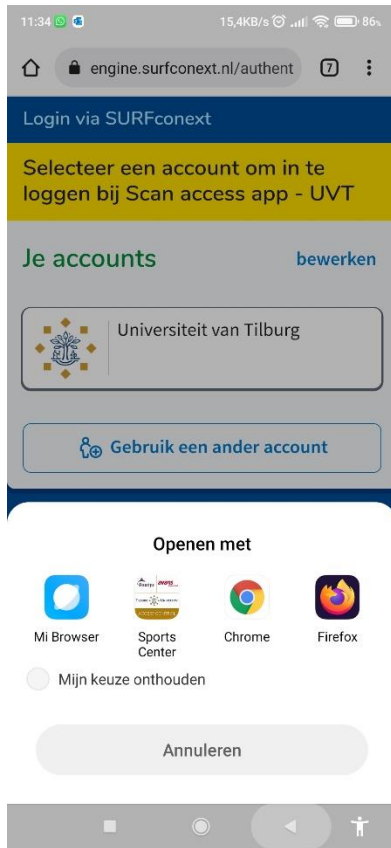 11:34 15,4KB/s 86%
engine.surfconext.nl/authent 7
Login via SURFconext
Selecteer een account om in te
loggen bij Scan access app - UVT
Je accounts bewerken
Universiteit van Tilburg
Gebruik een ander account
Openen met
Mi Browser
Sports
Center
Chrome
Firefox
Mijn keuze onthouden
Annuleren